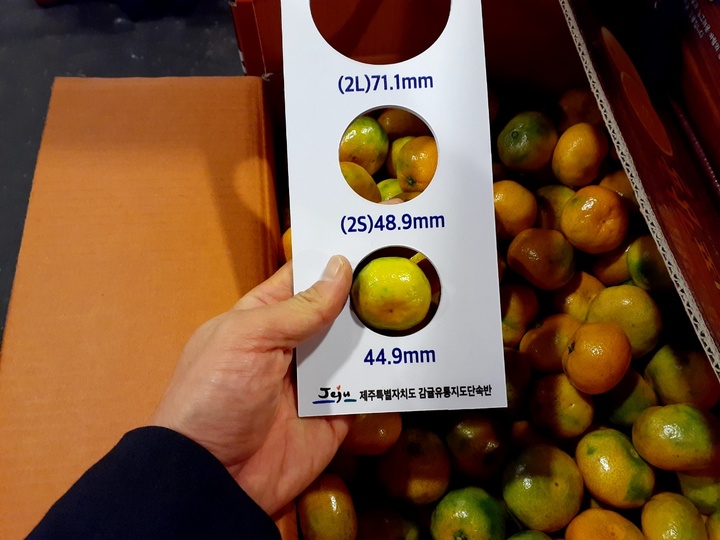 (2L)71.1mm
(2S)48.9mm
44.9mm
Jeju 제주특별자치도 감귤유통지도단속반